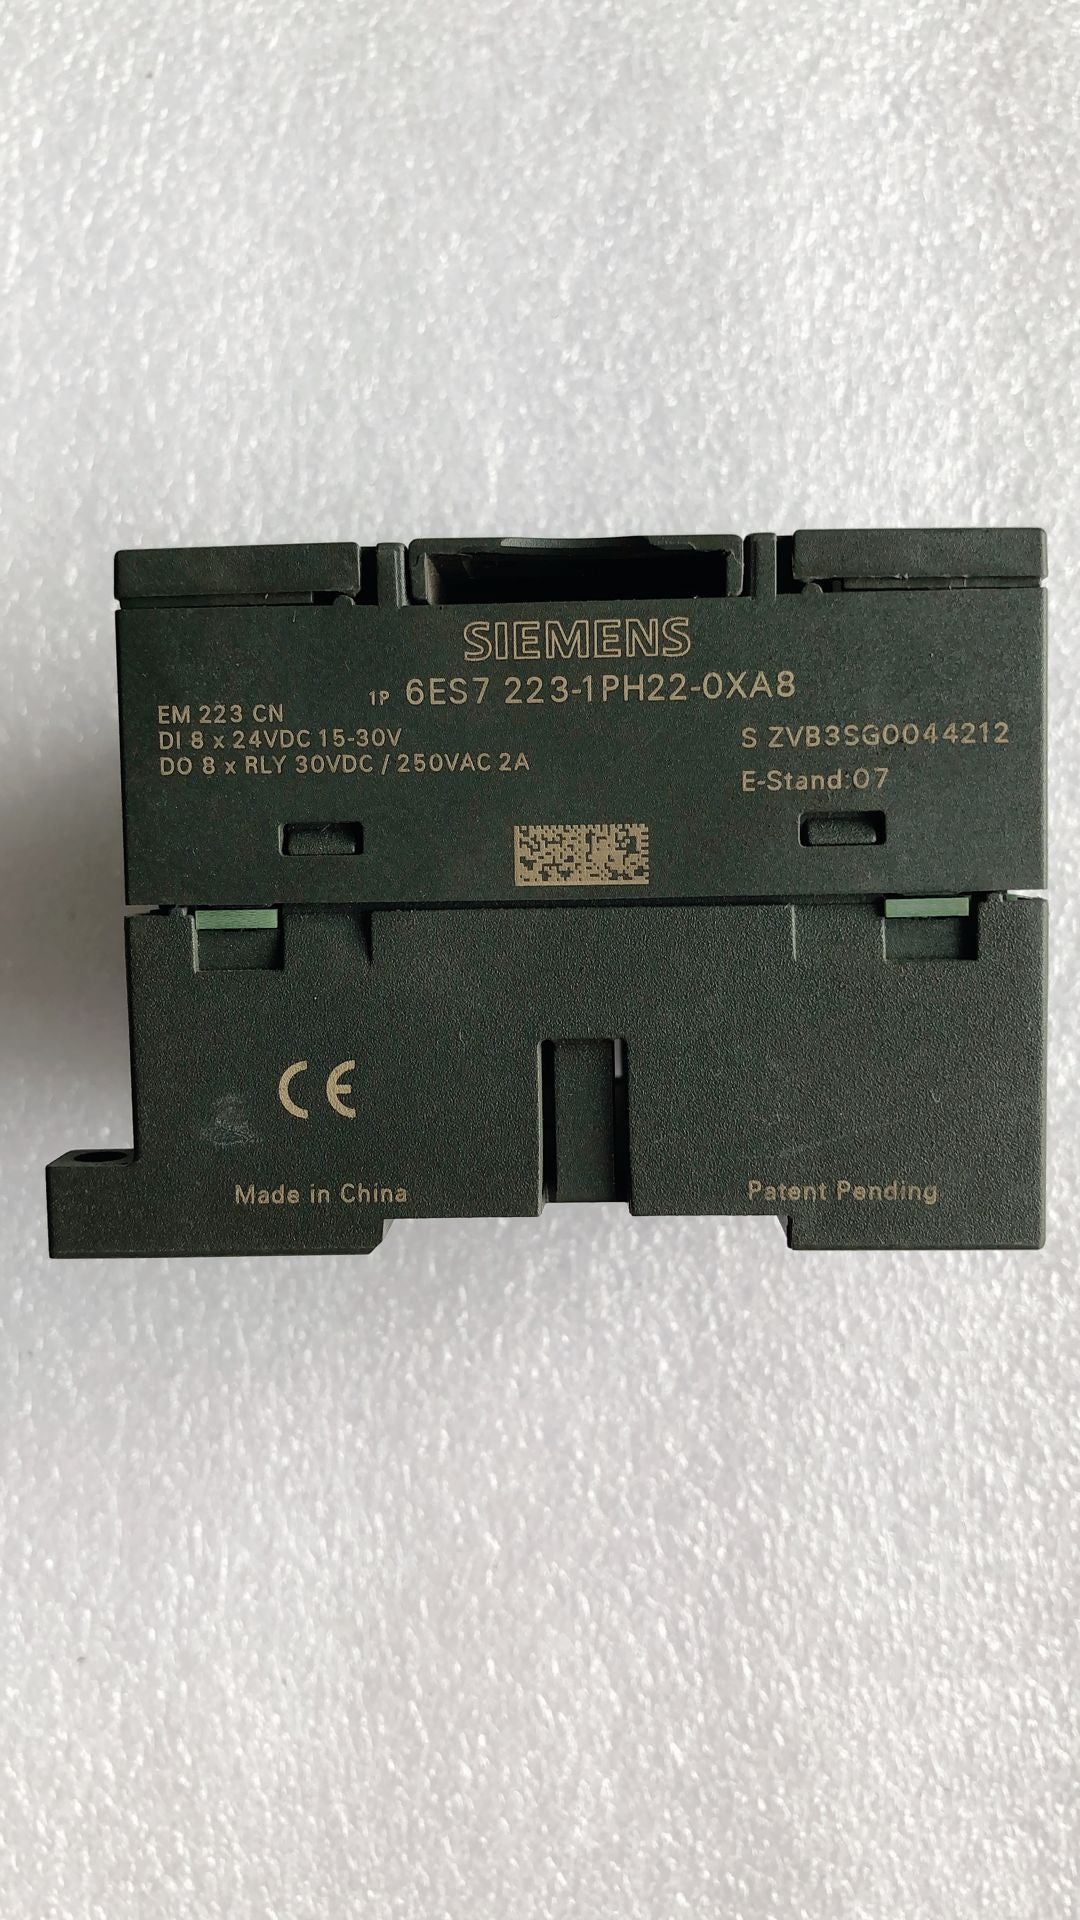 SIEMENS
1P 6ES7 223-1PH22-0XA8
EM 223 CN
DI 8 x 24VDC 15-30V
DO 8 x RLY 30VDC / 250VAC 2A
S ZVB3SG0044212
E-Stand:07
CE
Made in China
Patent Pending